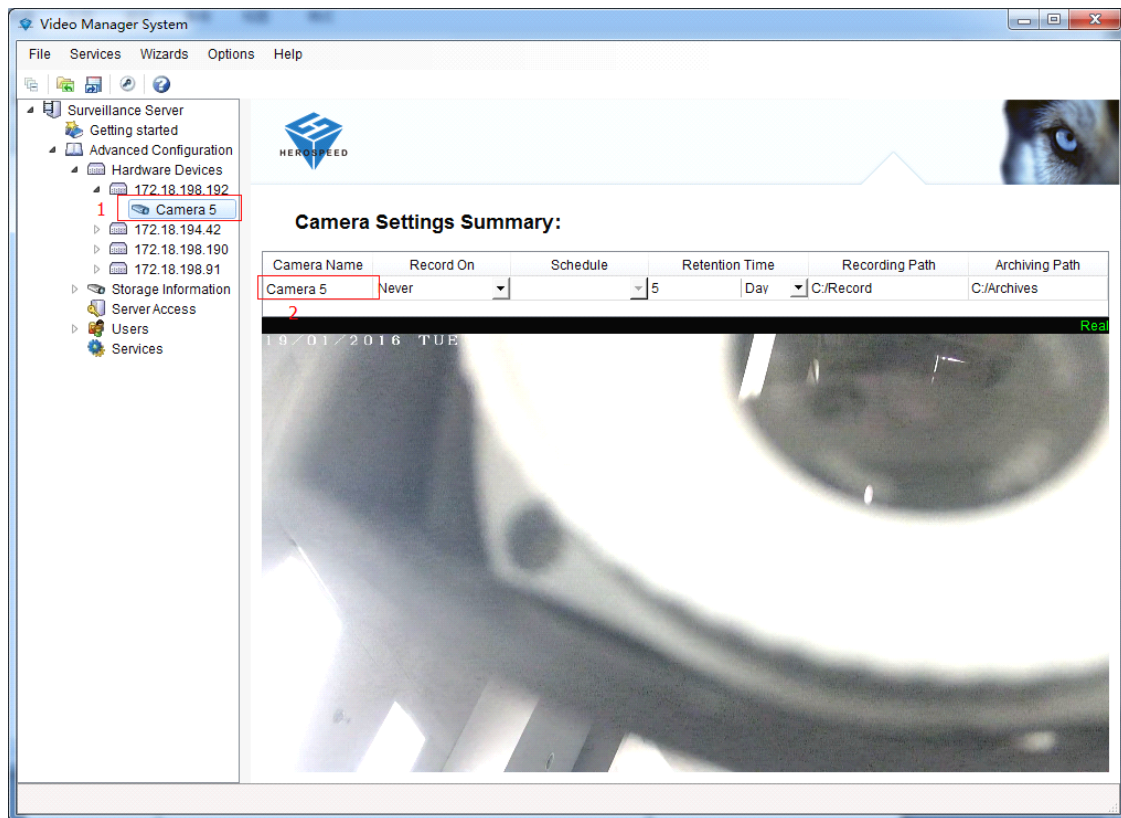 Video Manager System
File Services Wizards Options Help
Surveillance Server
Getting started
Advanced Configuration
Hardware Devices
172.18.198.192
1 Camera 5
172.18.194.42
172.18.198.190
172.18.198.91
Storage Information
Server Access
Users
Services
HEROSPEED
Camera Settings Summary:
Camera Name Record On Schedule Retention Time Recording Path Archiving Path
Camera 5 Never 5 Day C:/Record C:/Archives
2
Real
19/01/2016 TUE